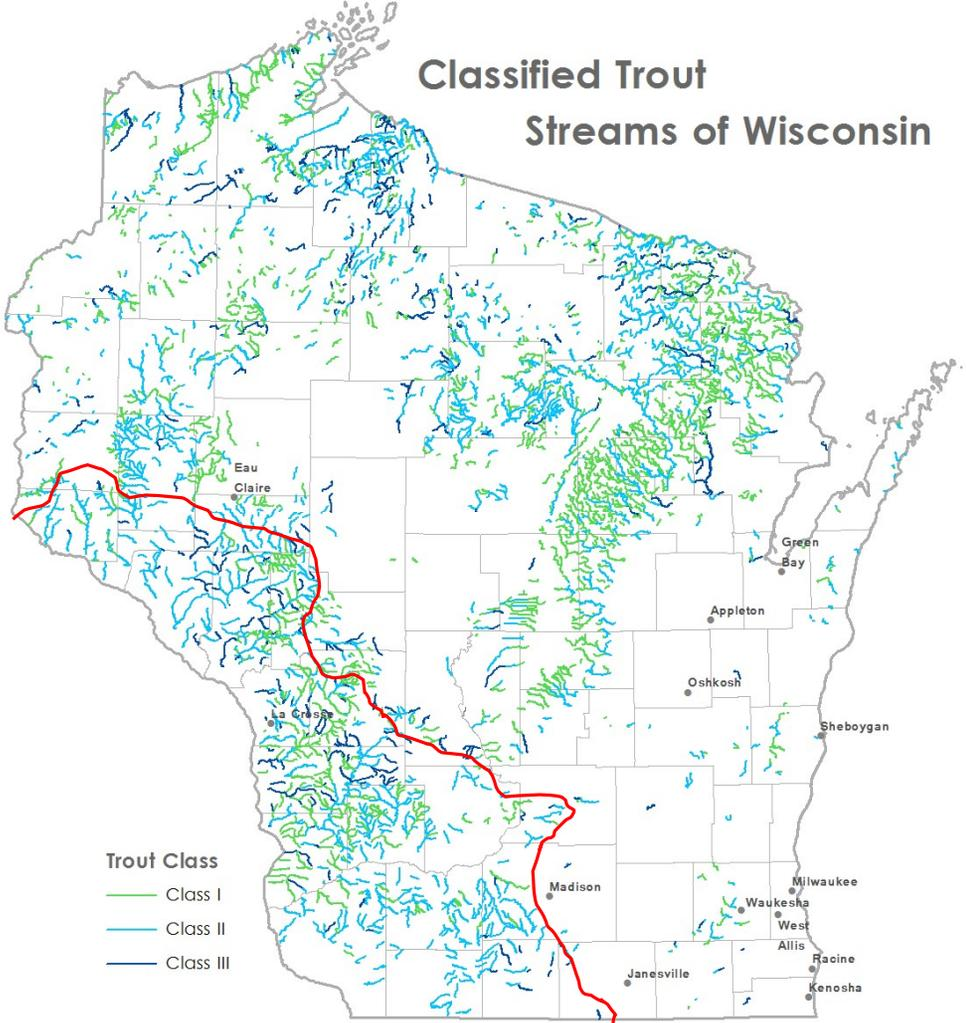 Classified Trout
Streams of Wisconsin
Eau
Claire
Green
Bay
Appleton
Oshkosh
La Crosse
Sheboygan
Trout Class
Class I
Class II
Class III
Madison
Milwaukee
Waukesha
West
Allis
Racine
Janesville
Kenosha